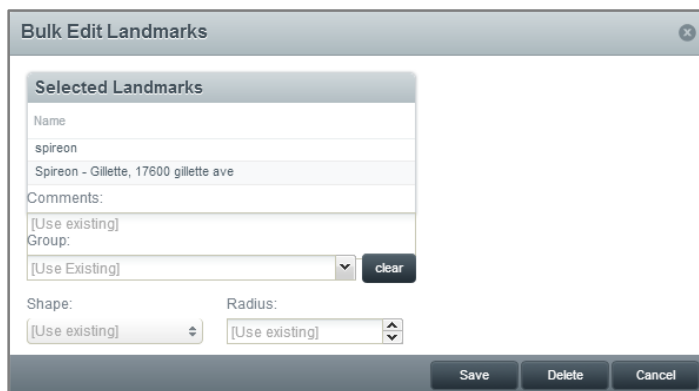 Bulk Edit Landmarks
Selected Landmarks
Name
spireon
Spireon - Gillette, 17600 gillette ave
Comments:
[Use existing]
Group:
[Use Existing] clear
Shape: Radius:
[Use existing] [Use existing]
Save Delete Cancel